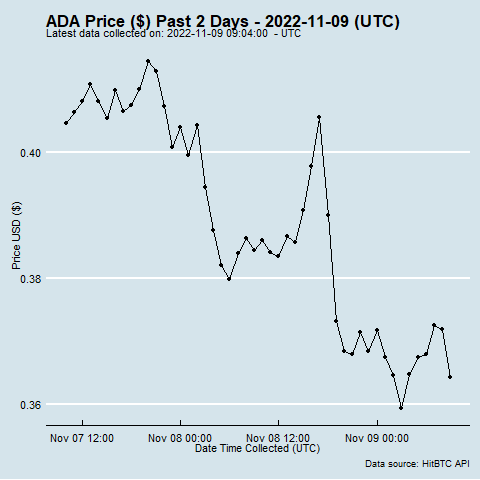 ADA Price ($) Past 2 Days - 2022-11-09 (UTC)
Latest data collected on: 2022-11-09 09:04:00 - UTC
Price USD ($)
0.40
0.38
0.36
Nov 07 12:00
Nov 08 00:00
Nov 08 12:00
Nov 09 00:00
Date Time Collected (UTC)
Data source: HitBTC API